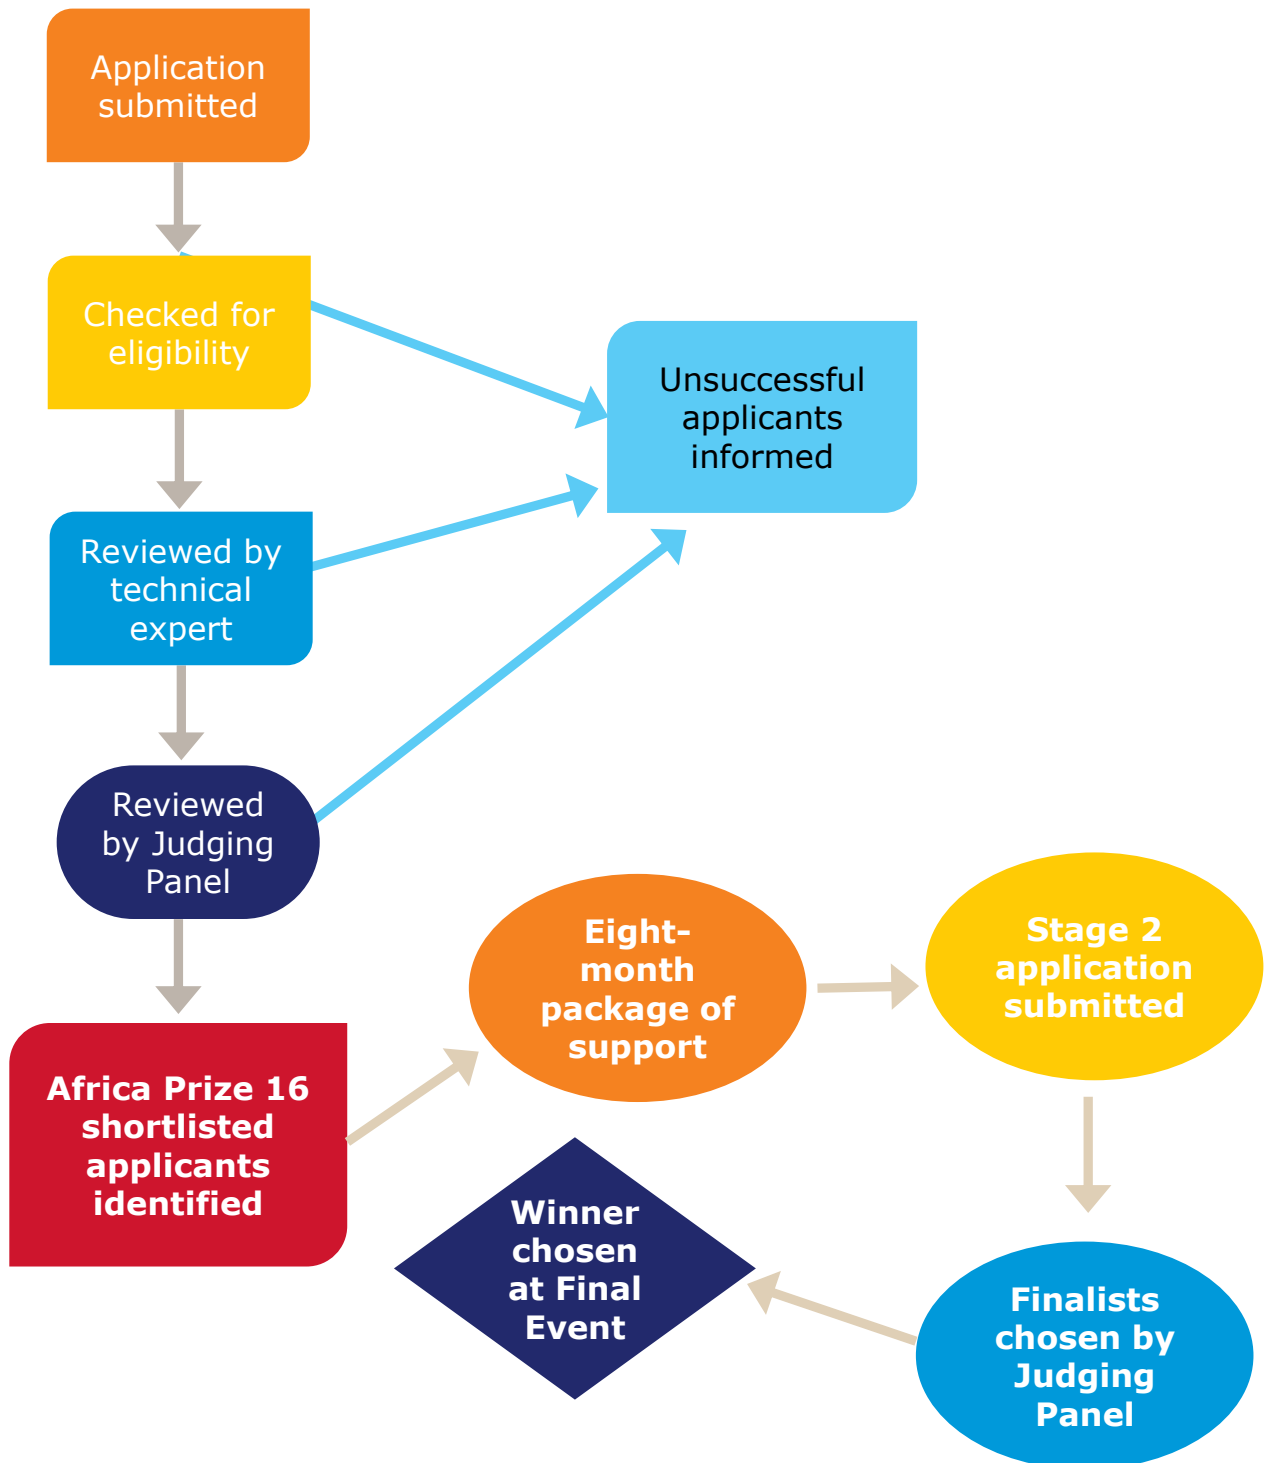 Application
submitted
Checked for
eligibility
Unsuccessful
applicants
informed
Reviewed by
technical
expert
Reviewed
by Judging
Panel
Africa Prize 16
shortlisted
applicants
identified
Eight–
month
package of
support
Stage 2
application
submitted
Finalists
chosen by
Judging
Panel
Winner
chosen
at Final
Event